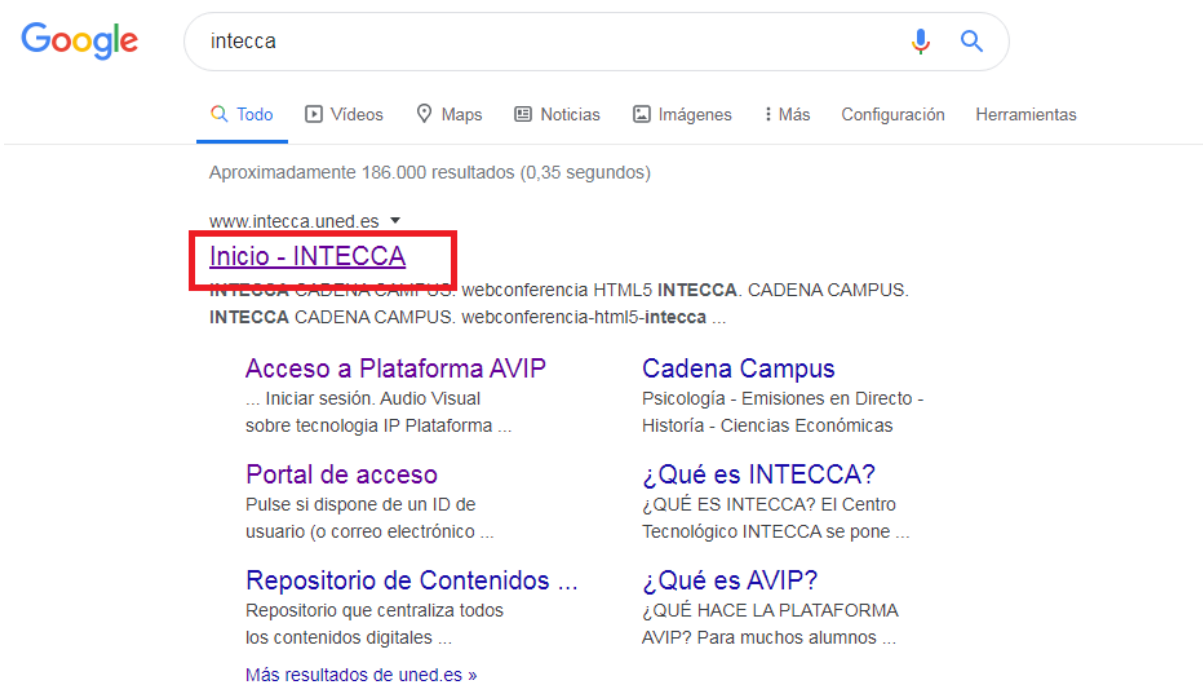 Google
intecca
Todo Vídeos Maps Noticias Imágenes Más Configuración Herramientas
Aproximadamente 186.000 resultados (0,35 segundos)
www.intecca.uned.es
Inicio - INTECCA
INTECCA CADENA CAMPUS. webconferencia HTML5 INTECCA. CADENA CAMPUS.
INTECCA CADENA CAMPUS. webconferencia-html5-intecca ...
Acceso a Plataforma AVIP
... Iniciar sesión. Audio Visual
sobre tecnologia IP Plataforma ...
Cadena Campus
Psicología - Emisiones en Directo -
Historía - Ciencias Económicas
Portal de acceso
Pulse si dispone de un ID de
usuario (o correo electrónico ...
¿Qué es INTECCA?
¿QUÉ ES INTECCA? El Centro
Tecnológico INTECCA se pone ...
Repositorio de Contenidos ...
Repositorio que centraliza todos
los contenidos digitales ...
¿Qué es AVIP?
¿QUÉ HACE LA PLATAFORMA
AVIP? Para muchos alumnos ...
Más resultados de uned.es »